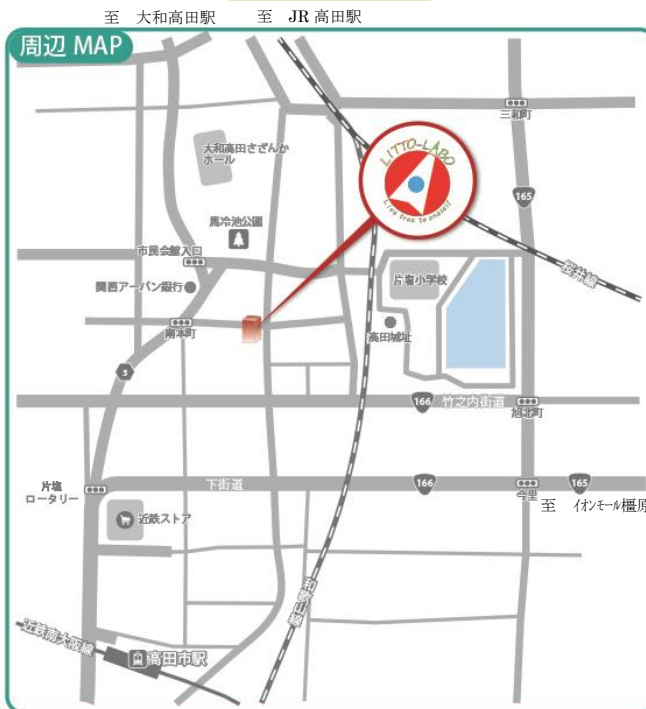 至 大和高田駅
至 JR 高田駅
周辺 MAP
三和町
大和高田さざんか
ホール
LITTO-LABO
Live true to oneself
165
馬冷池公園
市民会館入口
関西アーバン銀行
片塩小学校
桜井線
南本町
高田城址
5
166
竹之内街道
旭北町
片塩
ロータリー
下街道
166
今里
165
至 イオンモール橿原
近鉄ストア
和歌山線
近鉄南大阪線
高田市駅